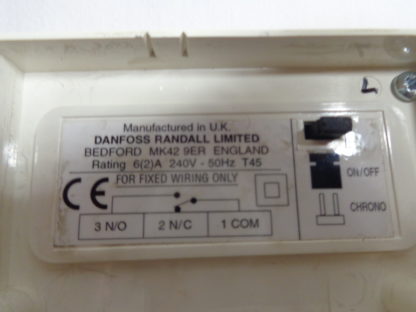 Manufactured in U.K.
DANFOSS RANDALL LIMITED
BEDFORD MK42 9ER ENGLAND
Rating 6(2)A 240V - 50Hz T45
CE FOR FIXED WIRING ONLY
3 N/O 2 N/C 1 COM
ON/OFF
CHRONO
L